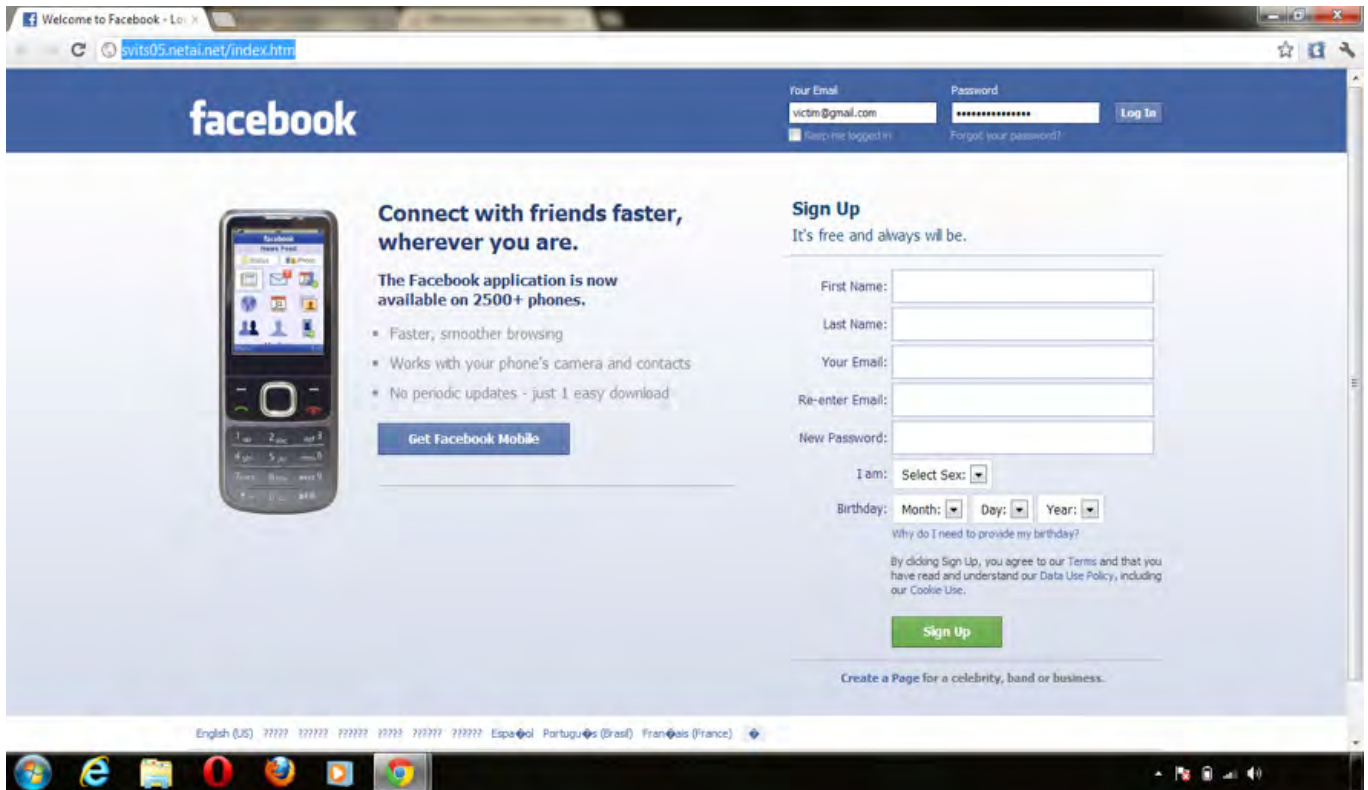 Welcome to Facebook - Lo
svits05.netai.net/index.htm
facebook
Your Email
Password
victim@gmail.com
•••••••••••••••
Log In
Keep me logged in
Forgot your password?
facebook
News Feed
Status
Photo
Connect with friends faster,
wherever you are.
The Facebook application is now
available on 2500+ phones.
• Faster, smoother browsing
• Works with your phone's camera and contacts
• No periodic updates - just 1 easy download
Get Facebook Mobile
Sign Up
It's free and always will be.
First Name:
Last Name:
Your Email:
Re-enter Email:
New Password:
I am: Select Sex:
Birthday: Month: Day: Year:
Why do I need to provide my birthday?
By clicking Sign Up, you agree to our Terms and that you
have read and understand our Data Use Policy, including
our Cookie Use.
Sign Up
Create a Page for a celebrity, band or business.
English (US) ????? ?????? ?????? ????? ?????? ?????? Espa�ol Portugu�s (Brasil) Fran�ais (France) �